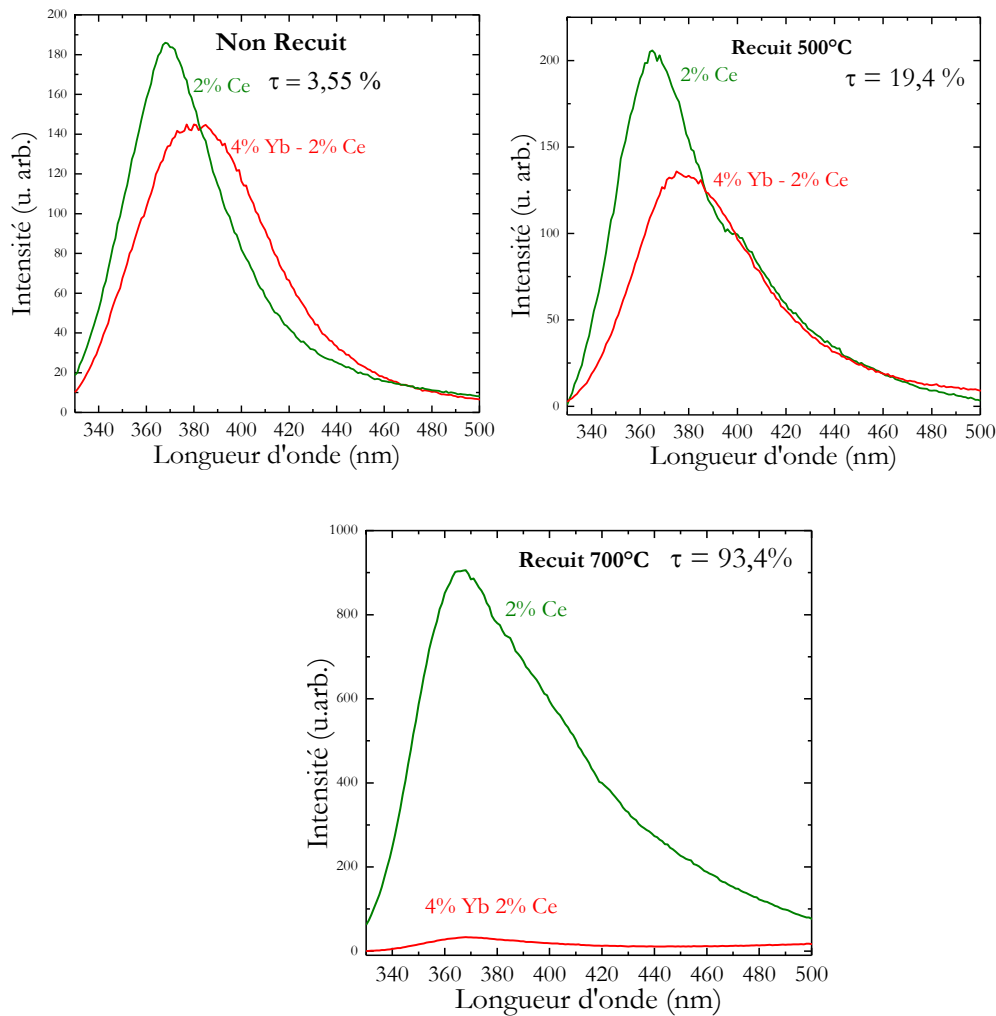 Non Recuit
τ = 3,55 %
2% Ce
4% Yb - 2% Ce
Intensité (u. arb.)
200
180
160
140
120
100
80
60
40
20
0
340 360 380 400 420 440 460 480 500
Longueur d'onde (nm)
Recuit 500°C
τ = 19,4 %
2% Ce
4% Yb - 2% Ce
Intensité (u. arb.)
200
150
100
50
0
340 360 380 400 420 440 460 480 500
Longueur d'onde (nm)
Recuit 700°C τ = 93,4%
2% Ce
4% Yb 2% Ce
Intensité (u.arb.)
1000
800
600
400
200
0
340 360 380 400 420 440 460 480 500
Longueur d'onde (nm)